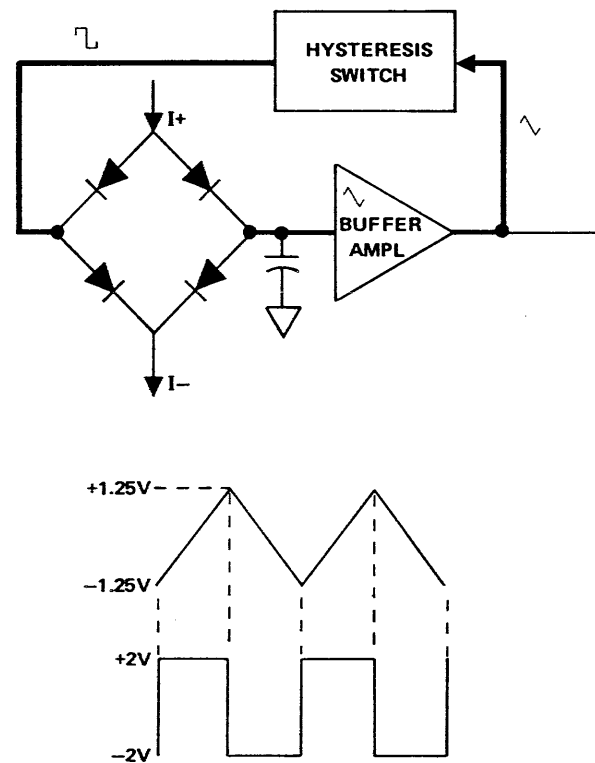 HYSTERESIS
SWITCH
I+
BUFFER
AMPL
I−
+1.25V
−1.25V
+2V
−2V